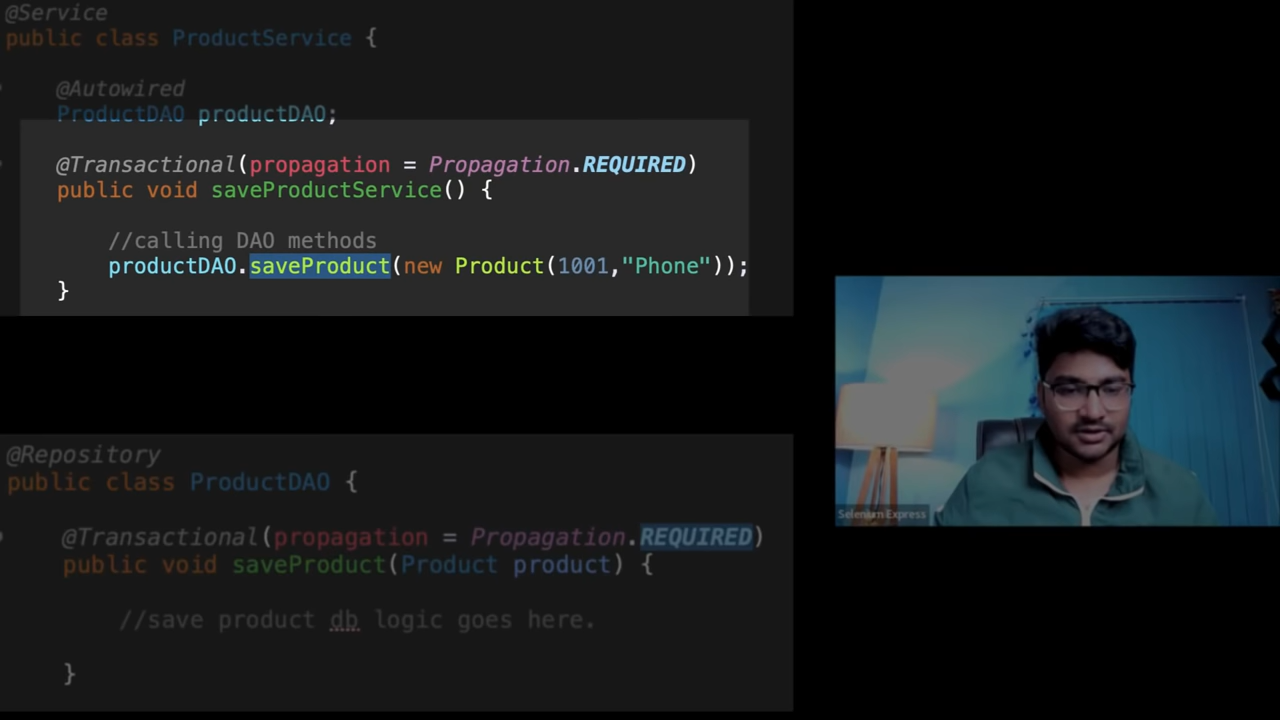 @Service
public class ProductService {
@Autowired
ProductDAO productDAO;
@Transactional(propagation = Propagation.REQUIRED)
public void saveProductService() {
//calling DAO methods
productDAO.saveProduct(new Product(1001,"Phone"));
}
@Repository
public class ProductDAO {
@Transactional(propagation = Propagation.REQUIRED)
public void saveProduct(Product product) {
//save product db logic goes here.
}
Selenium Express